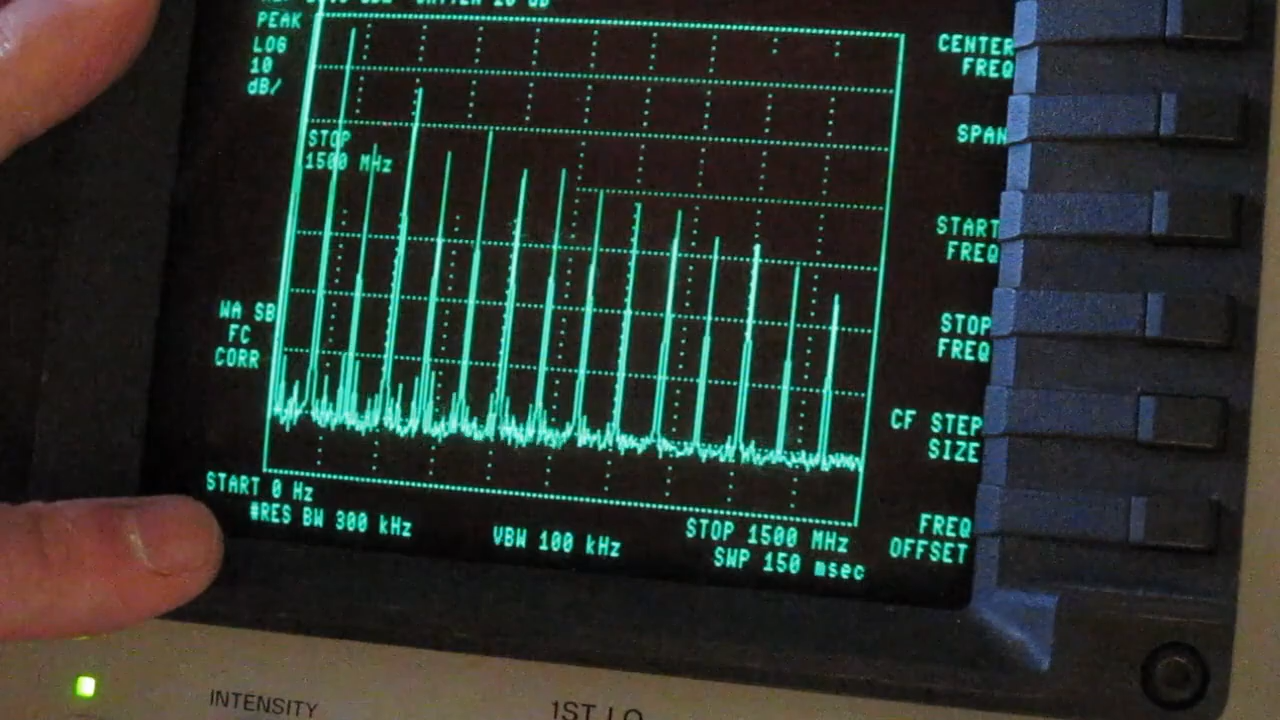 PEAK
LOG
10
dB/
STOP
1500 MHz
WA SB
FC
CORR
START 0 Hz
#RES BW 300 kHz
VBW 100 kHz
STOP 1500 MHz
SWP 150 msec
CENTER
FREQ
SPAN
START
FREQ
STOP
FREQ
CF STEP
SIZE
FREQ
OFFSET
INTENSITY
1ST LO